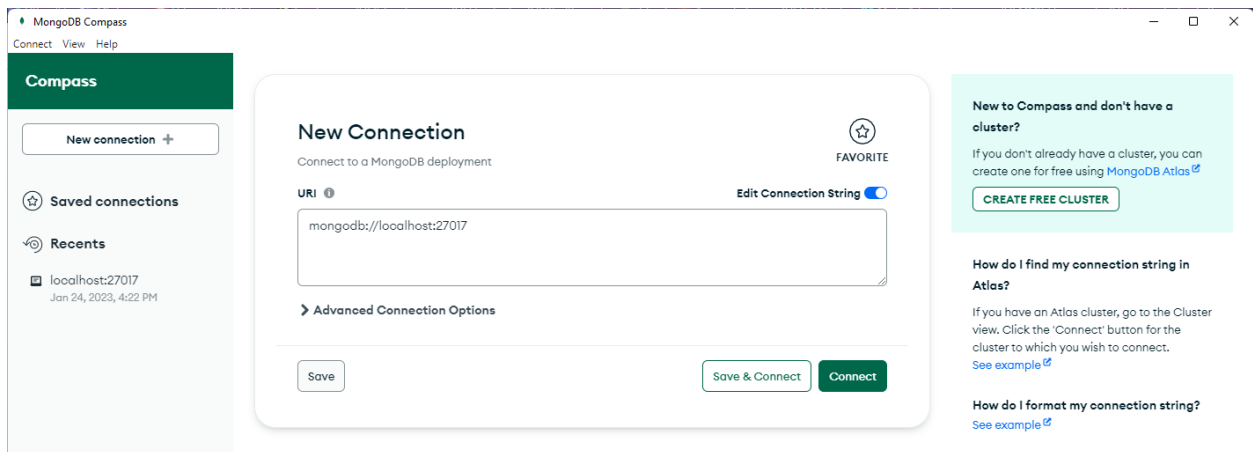 MongoDB Compass
Connect View Help
Compass
New connection +
Saved connections
Recents
localhost:27017
Jan 24, 2023, 4:22 PM
New Connection
Connect to a MongoDB deployment
FAVORITE
URI
Edit Connection String
mongodb://localhost:27017
Advanced Connection Options
Save
Save & Connect
Connect
New to Compass and don't have a
cluster?
If you don't already have a cluster, you can
create one for free using MongoDB Atlas
CREATE FREE CLUSTER
How do I find my connection string in
Atlas?
If you have an Atlas cluster, go to the Cluster
view. Click the 'Connect' button for the
cluster to which you wish to connect.
See example
How do I format my connection string?
See example